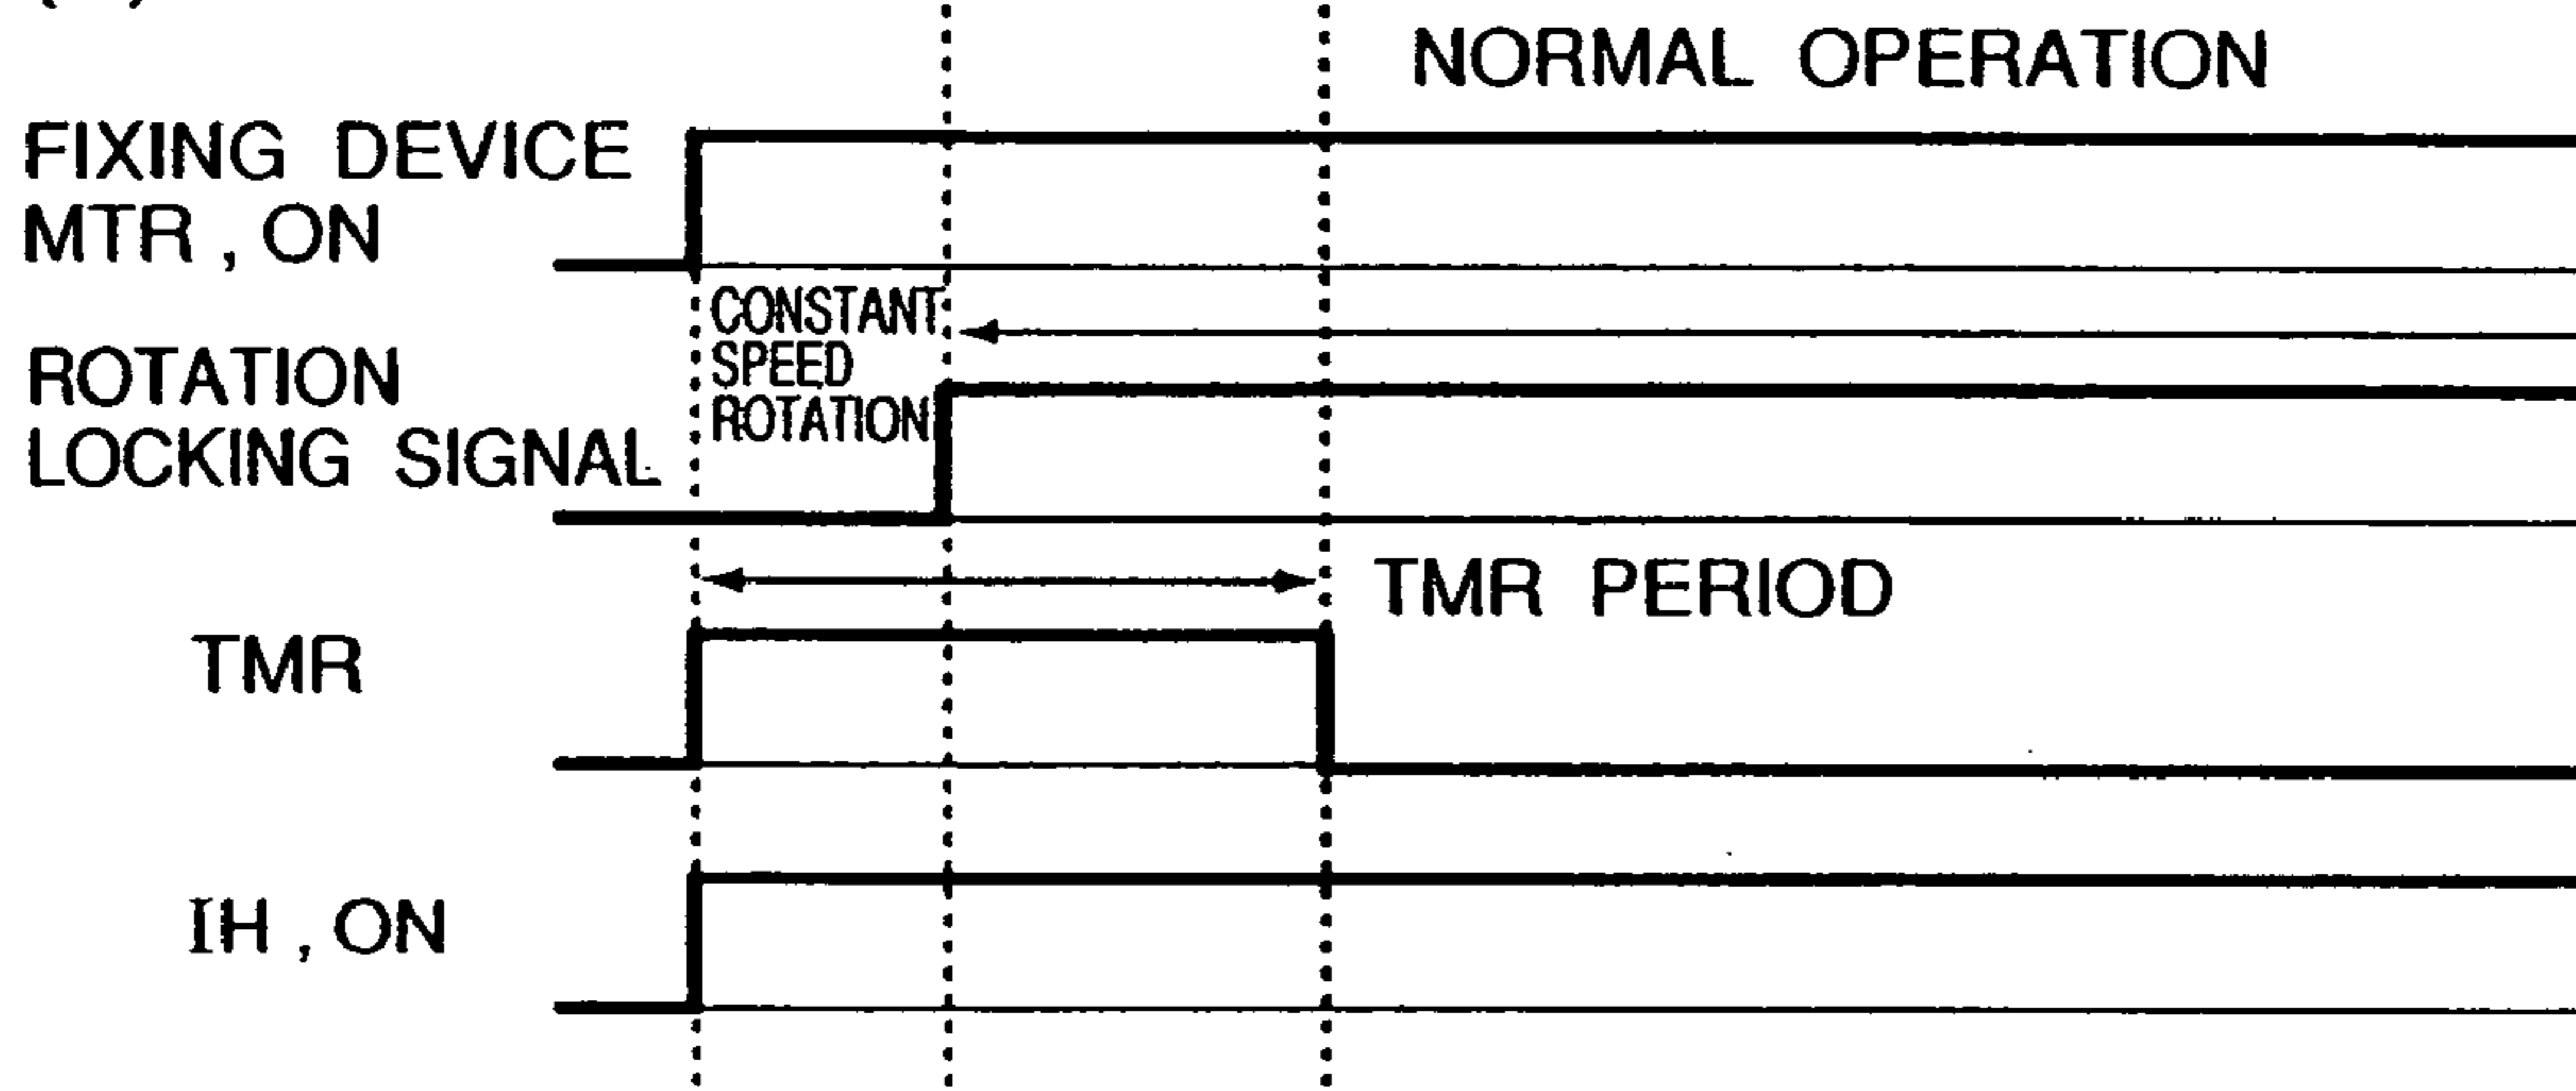 NORMAL OPERATION
FIXING DEVICE
MTR , ON
CONSTANT
SPEED
ROTATION
ROTATION
LOCKING SIGNAL
TMR PERIOD
TMR
IH , ON